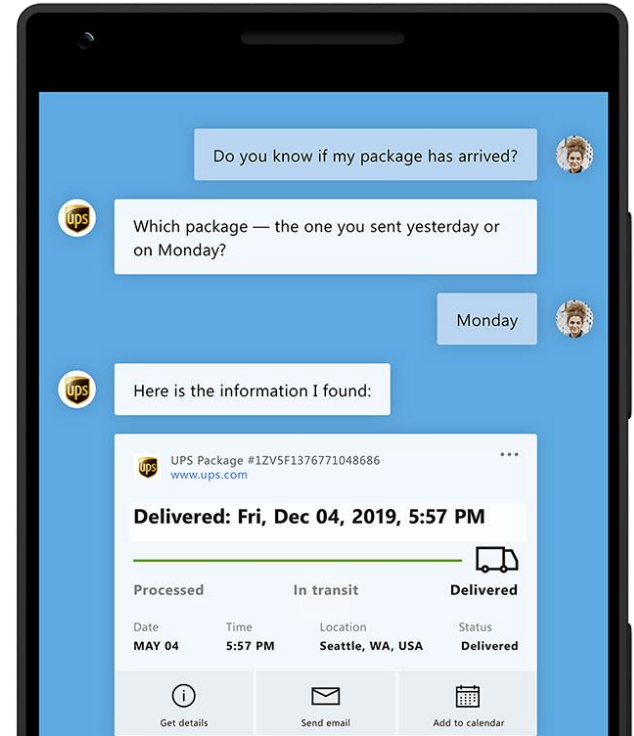 Do you know if my package has arrived?
ups
Which package — the one you sent yesterday or
on Monday?
Monday
ups
Here is the information I found:
ups
UPS Package #1ZV5F1376771048686
www.ups.com
Delivered: Fri, Dec 04, 2019, 5:57 PM
Processed In transit Delivered
Date Time Location Status
MAY 04 5:57 PM Seattle, WA, USA Delivered
Get details Send email Add to calendar